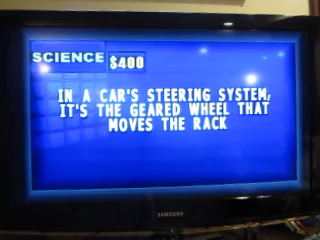 SCIENCE $400
IN A CAR'S STEERING SYSTEM,
IT'S THE GEARED WHEEL THAT
MOVES THE RACK
SAMSUNG